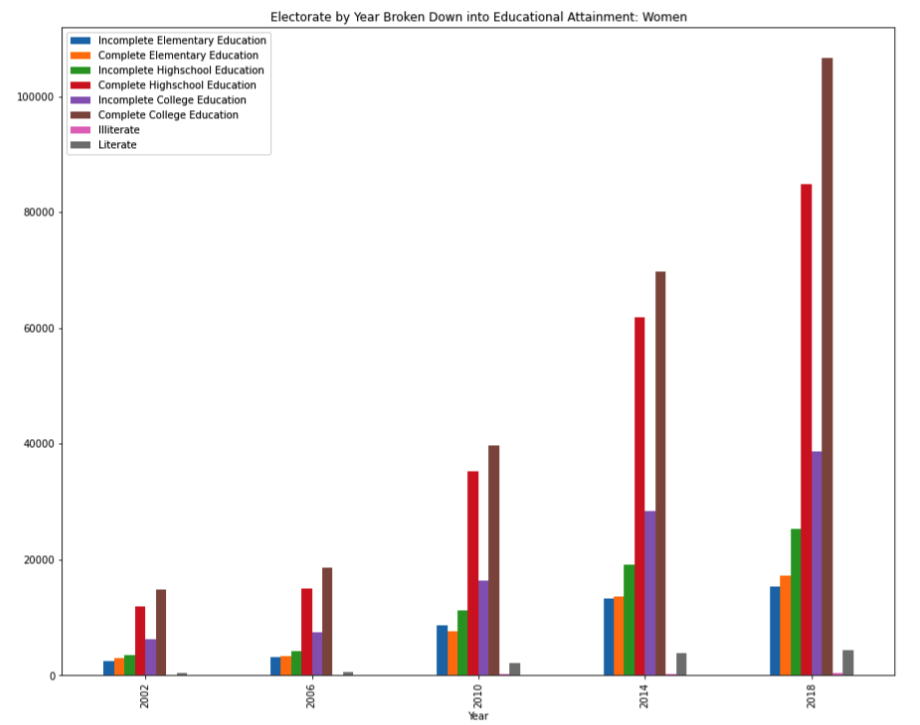 Electorate by Year Broken Down into Educational Attainment: Women
Incomplete Elementary Education
Complete Elementary Education
Incomplete Highschool Education
Complete Highschool Education
Incomplete College Education
Complete College Education
Illiterate
Literate
100000
80000
60000
40000
20000
0
2002
2006
2010
2014
2018
Year